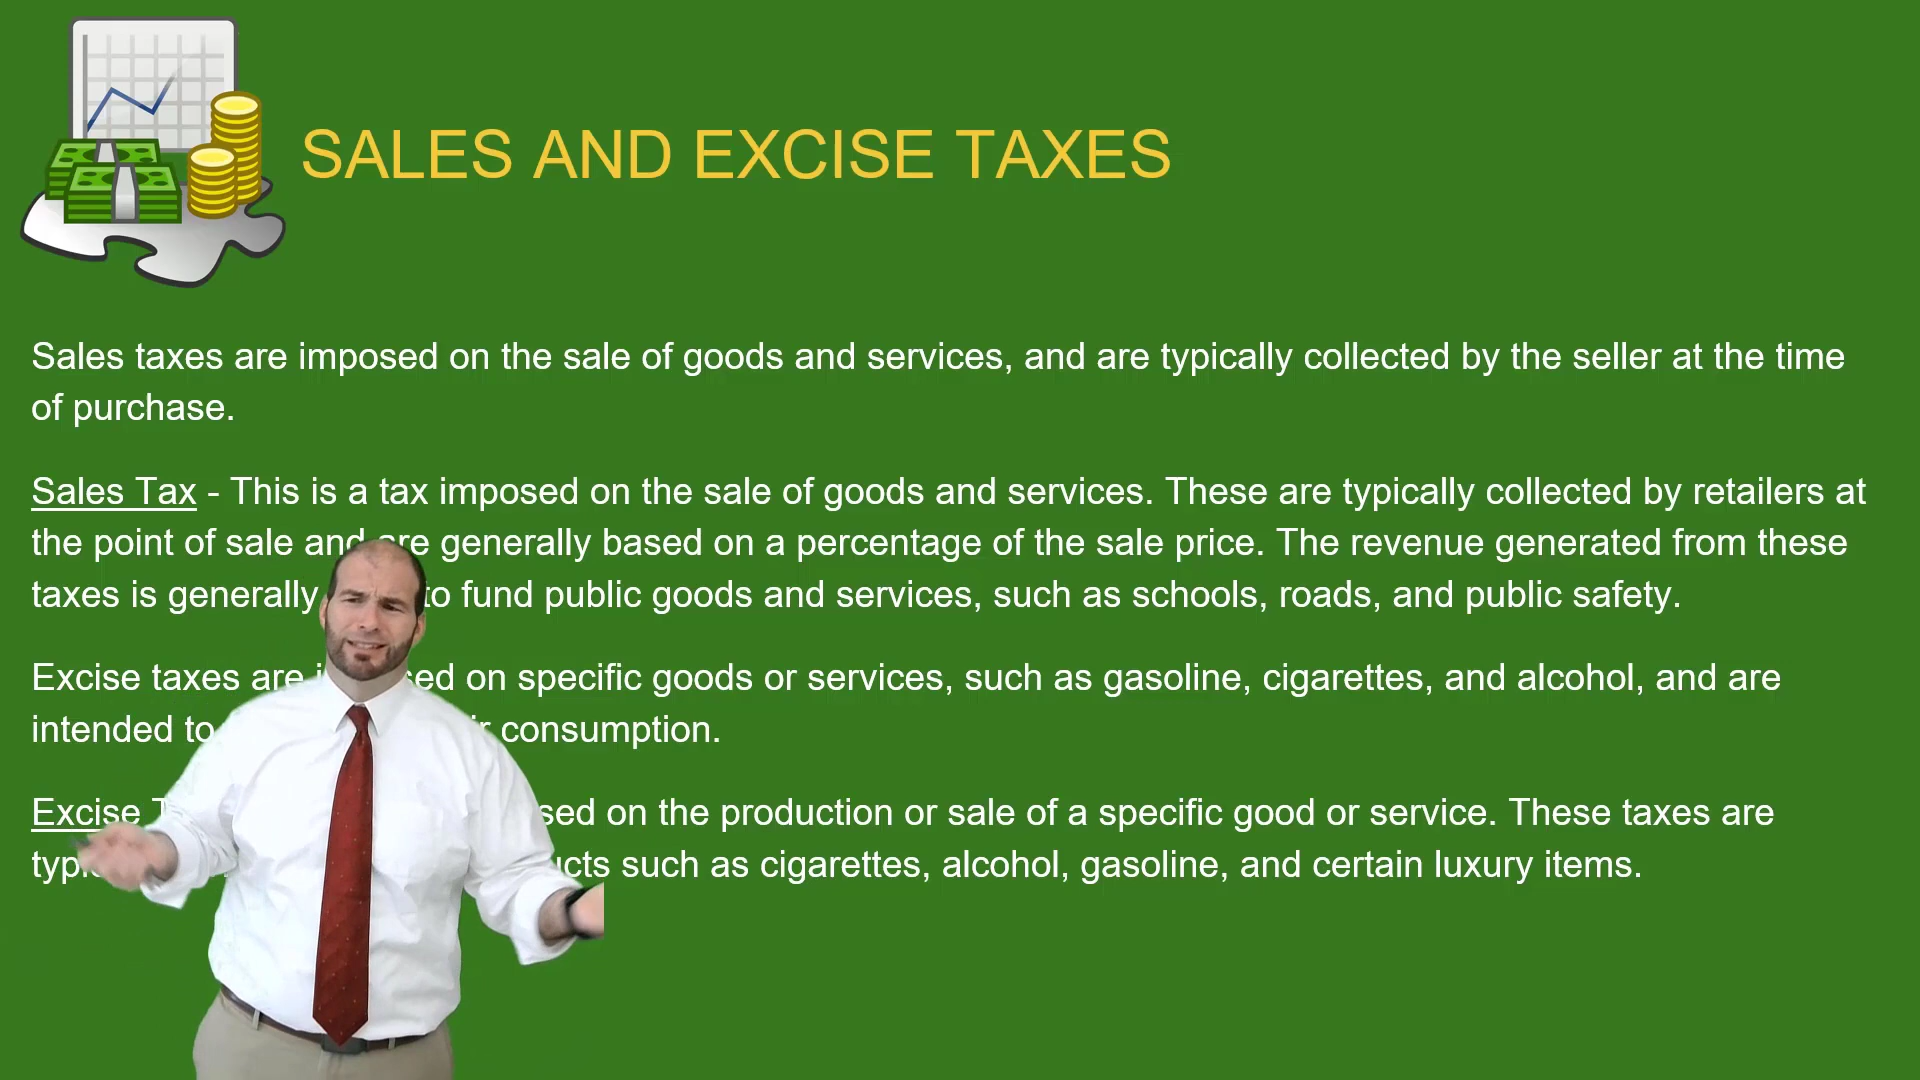 SALES AND EXCISE TAXES
Sales taxes are imposed on the sale of goods and services, and are typically collected by the seller at the time
of purchase.
Sales Tax - This is a tax imposed on the sale of goods and services. These are typically collected by retailers at
the point of sale and are generally based on a percentage of the sale price. The revenue generated from these
taxes is generally to fund public goods and services, such as schools, roads, and public safety.
Excise taxes are on specific goods or services, such as gasoline, cigarettes, and alcohol, and are
intended to consumption.
Excise on the production or sale of a specific good or service. These taxes are
such as cigarettes, alcohol, gasoline, and certain luxury items.